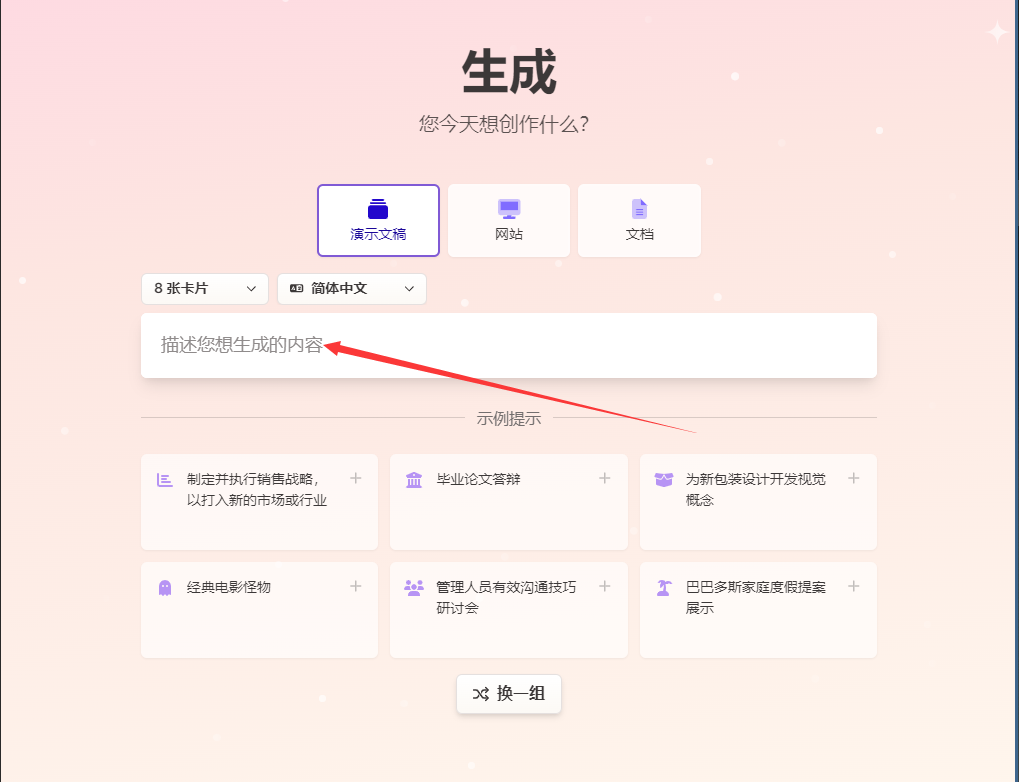 生成
您今天想创作什么?
演示文稿
网站
文档
8 张卡片
简体中文
描述您想生成的内容
示例提示
制定并执行销售战略，
以打入新的市场或行业
毕业论文答辩
为新包装设计开发视觉
概念
经典电影怪物
管理人员有效沟通技巧
研讨会
巴巴多斯家庭度假提案
展示
换一组